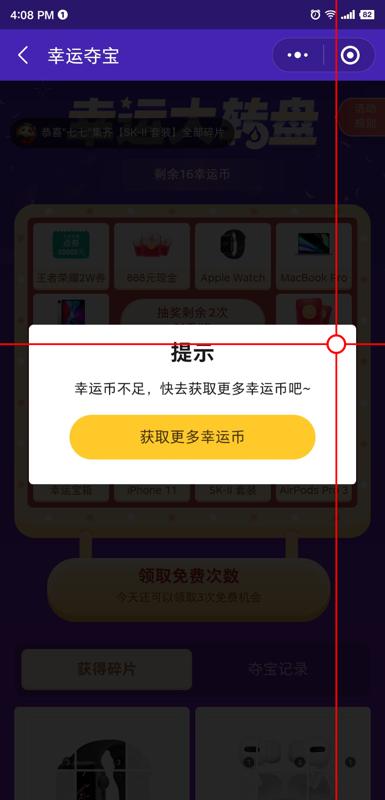 4:08 PM 1
82
幸运夺宝
幸运大转盘
活动
规则
恭喜“七七”集齐【SK-II 套装】全部碎片
剩余16幸运币
点券
王者荣耀2W券
888元现金
Apple Watch
MacBook Pro
抽奖剩余2次
提示
幸运币不足，快去获取更多幸运币吧~
获取更多幸运币
幸运宝箱
iPhone 11
SK-II 套装
AirPods Pro 3
领取免费次数
今天还可以领取3次免费机会
获得碎片
夺宝记录